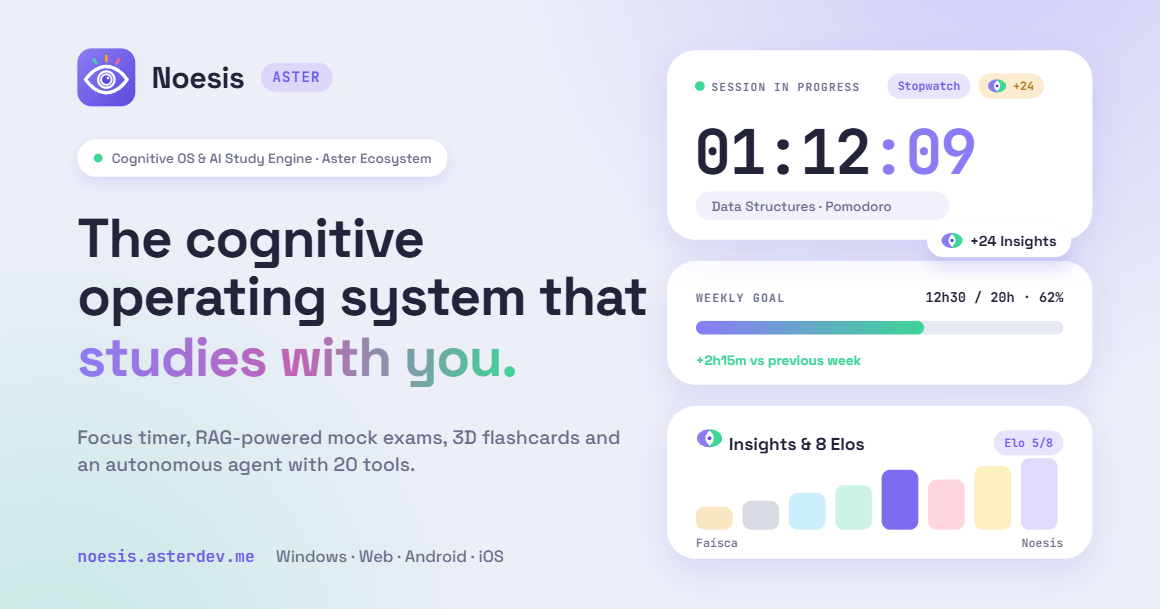 Noesis ASTER
Cognitive OS & AI Study Engine · Aster Ecosystem
The cognitive
operating system that
studies with you.
Focus timer, RAG-powered mock exams, 3D flashcards and
an autonomous agent with 20 tools.
noesis.asterdev.me Windows · Web · Android · iOS
SESSION IN PROGRESS Stopwatch +24
01:12:09
Data Structures · Pomodoro
+24 Insights
WEEKLY GOAL 12h30 / 20h · 62%
+2h15m vs previous week
Insights & 8 Elos Elo 5/8
Faísca Noesis